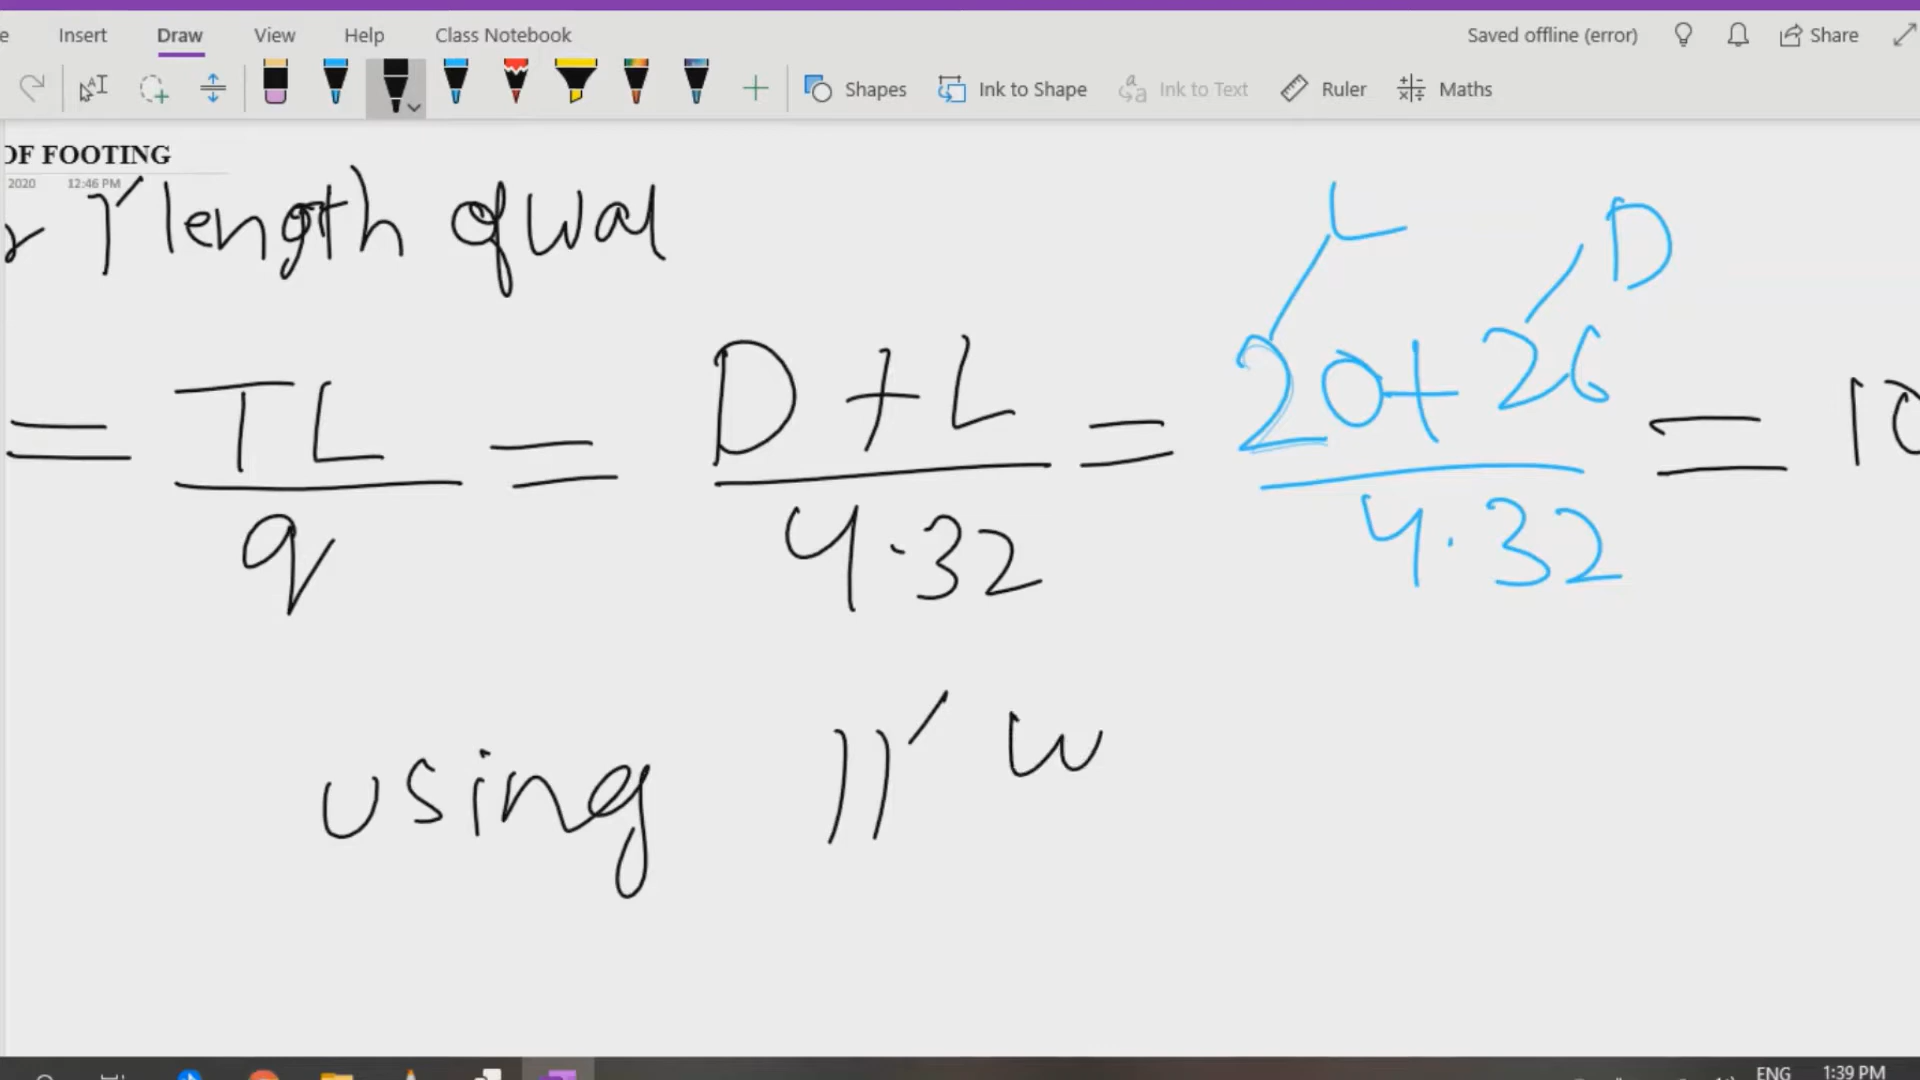 e Insert Draw View Help Class Notebook Saved offline (error) Share
Shapes Ink to Shape Ink to Text Ruler Maths
OF FOOTING
2020 12:46 PM
r 1' length of wal
L D
= TL/q = D+L/4.32 = 20+26/4.32 = 10
using 11' w
ENG 1:39 PM